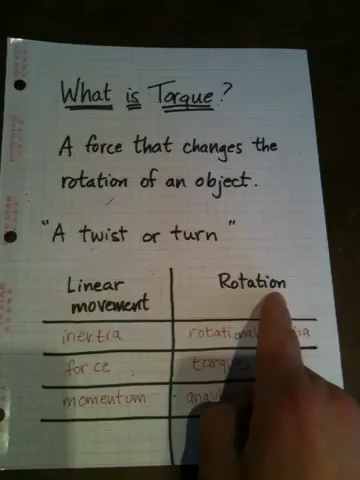 What is Torque?
A force that changes the
rotation of an object.
"A twist or turn"
Linear movement
Rotation
inertia
rotational
force
momentum